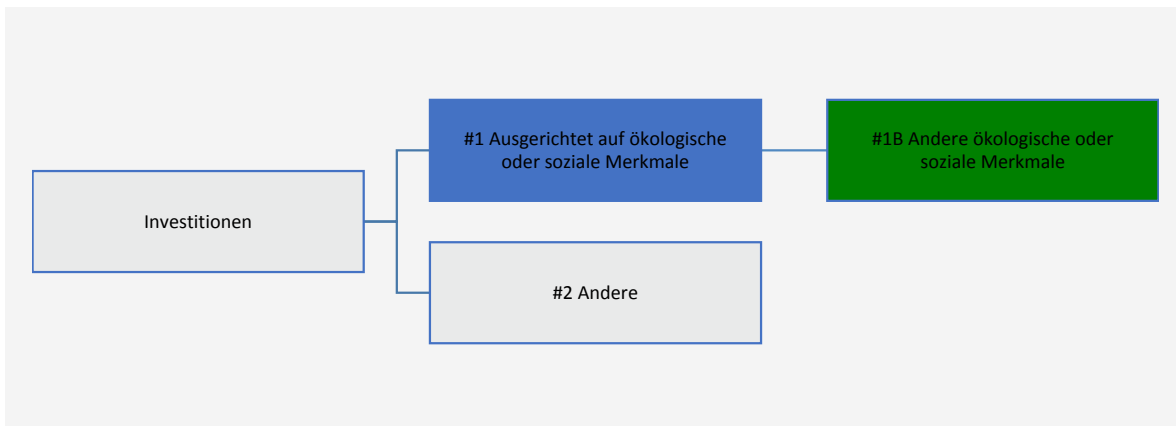 #1 Ausgerichtet auf ökologische
oder soziale Merkmale
#1B Andere ökologische oder
soziale Merkmale
Investitionen
#2 Andere